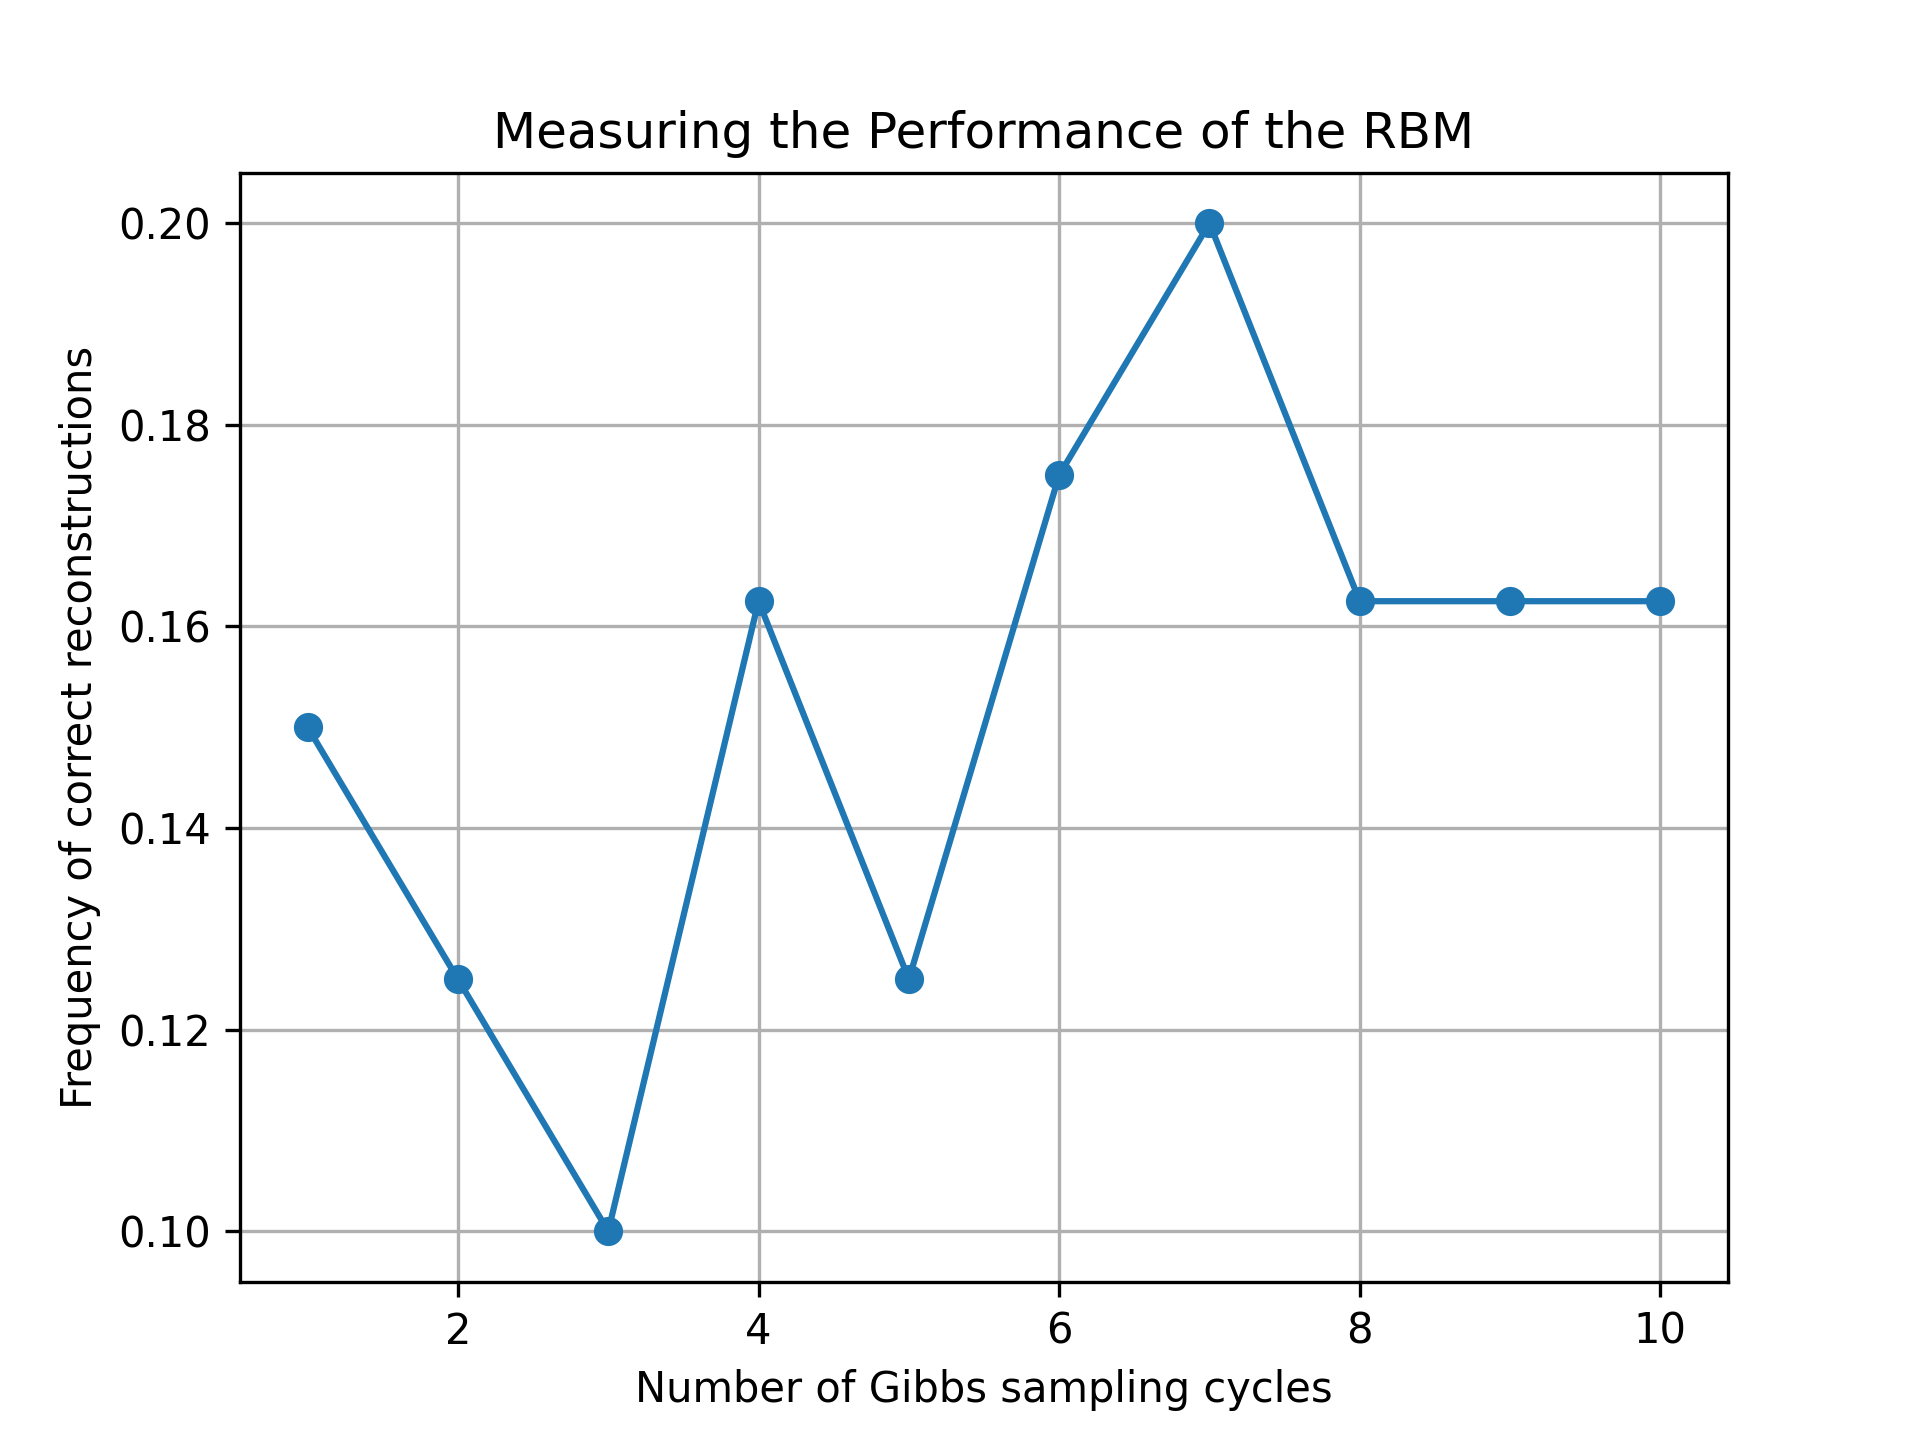 Measuring the Performance of the RBM
Frequency of correct reconstructions
0.20
0.18
0.16
0.14
0.12
0.10
2 4 6 8 10
Number of Gibbs sampling cycles